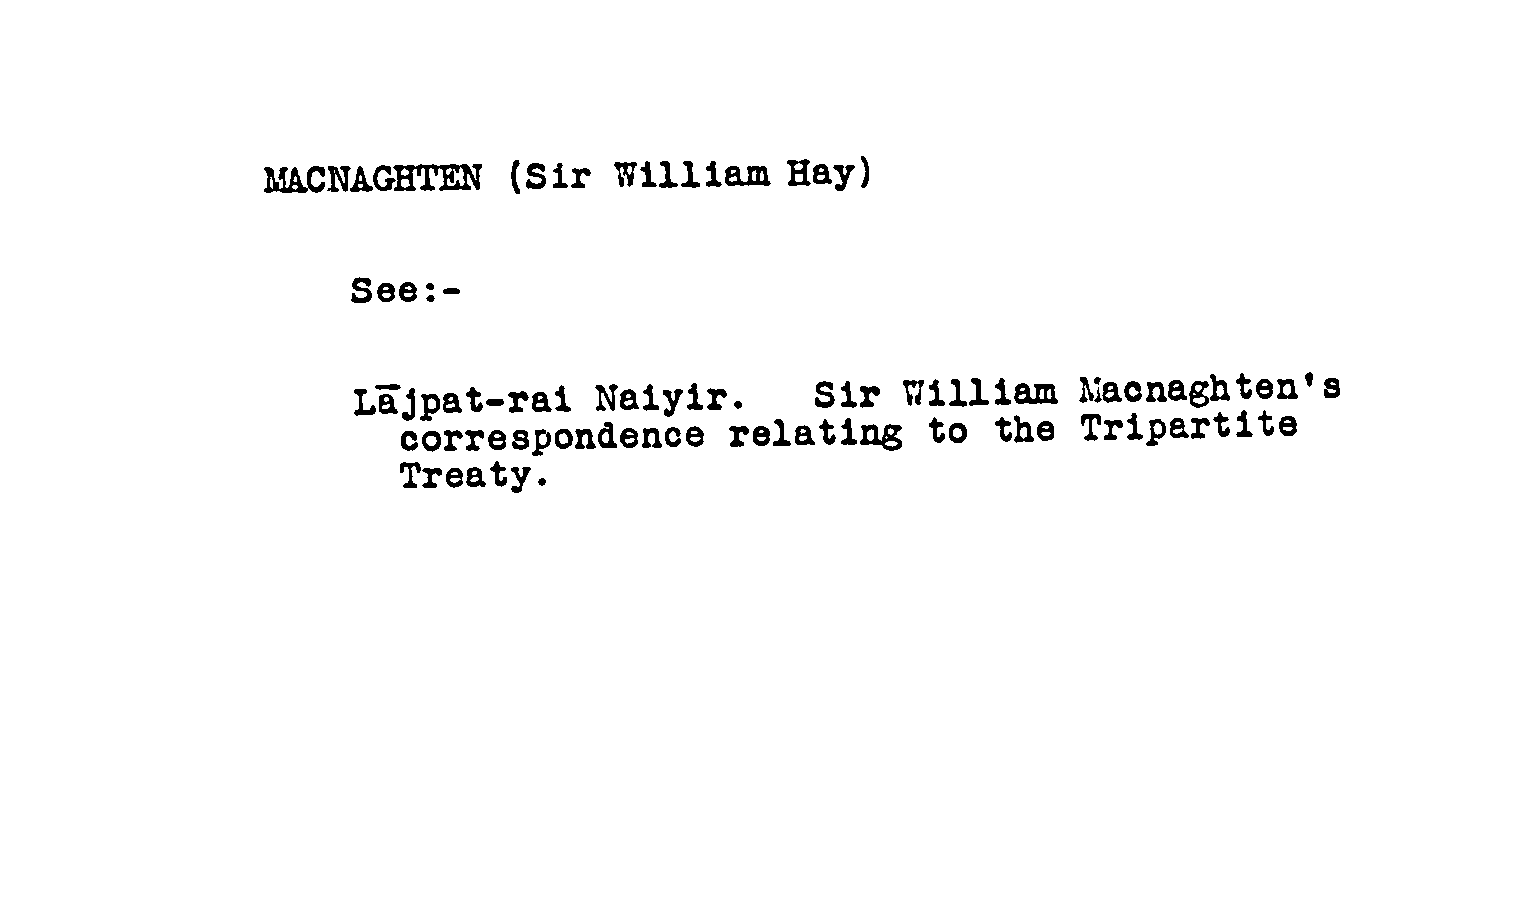 MACNAGHTEN (Sir William Hay)
See:-
Lājpat-rai Naiyir. Sir William Macnaghten's
correspondence relating to the Tripartite
Treaty.